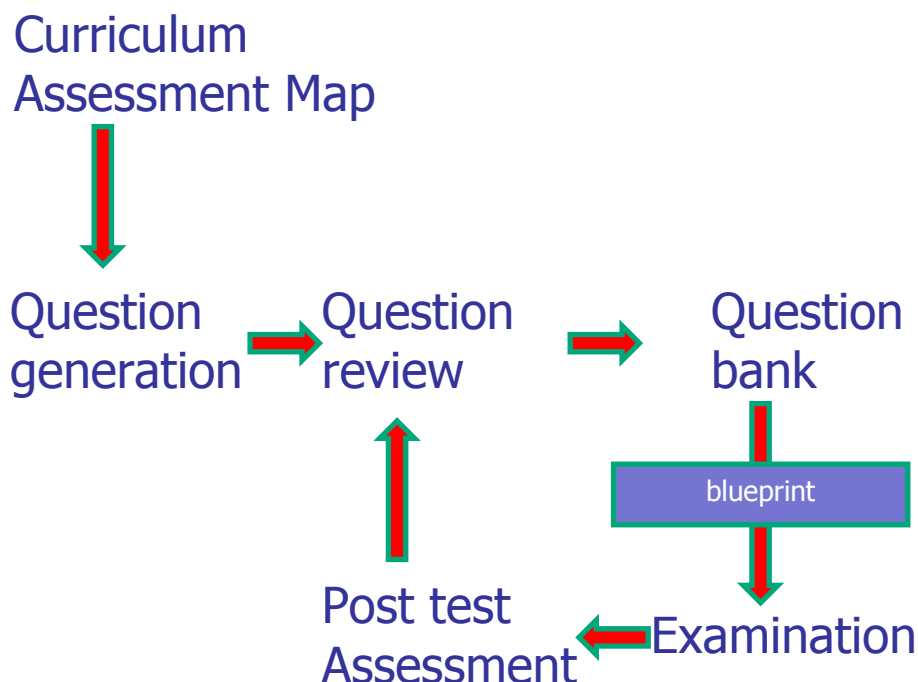 Curriculum
Assessment Map
Question
generation
Question
review
Question
bank
blueprint
Examination
Post test
Assessment